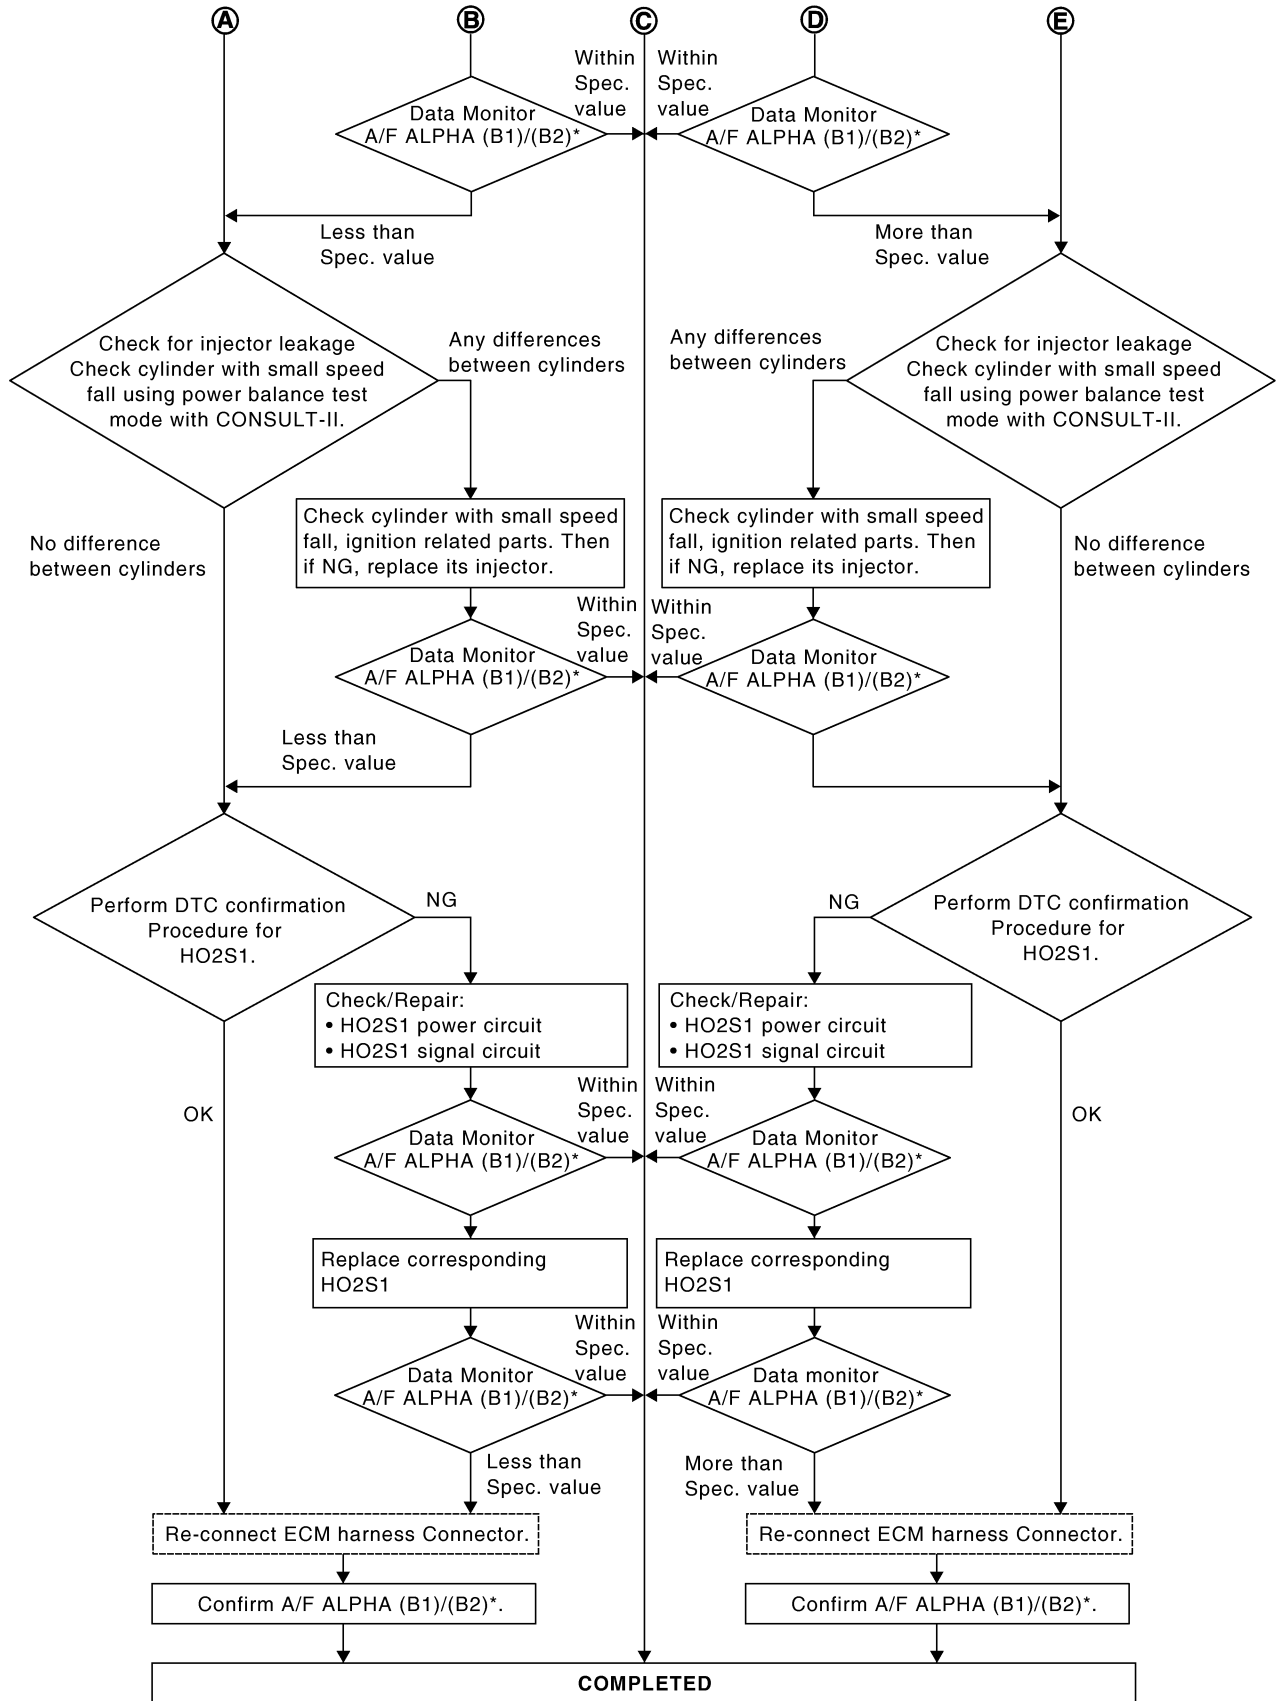 A
B
C
D
E
Within
Spec.
value
Within
Spec.
value
Data Monitor
A/F ALPHA (B1)/(B2)*
Data Monitor
A/F ALPHA (B1)/(B2)*
Less than
Spec. value
More than
Spec. value
Check for injector leakage
Check cylinder with small speed
fall using power balance test
mode with CONSULT-II.
Any differences
between cylinders
Any differences
between cylinders
Check for injector leakage
Check cylinder with small speed
fall using power balance test
mode with CONSULT-II.
No difference
between cylinders
Check cylinder with small speed
fall, ignition related parts. Then
if NG, replace its injector.
Check cylinder with small speed
fall, ignition related parts. Then
if NG, replace its injector.
No difference
between cylinders
Within
Spec.
value
Within
Spec.
value
Data Monitor
A/F ALPHA (B1)/(B2)*
Data Monitor
A/F ALPHA (B1)/(B2)*
Less than
Spec. value
Perform DTC confirmation
Procedure for
HO2S1.
NG
NG
Perform DTC confirmation
Procedure for
HO2S1.
Check/Repair:
• HO2S1 power circuit
• HO2S1 signal circuit
Check/Repair:
• HO2S1 power circuit
• HO2S1 signal circuit
OK
Within
Spec.
value
Within
Spec.
value
OK
Data Monitor
A/F ALPHA (B1)/(B2)*
Data Monitor
A/F ALPHA (B1)/(B2)*
Replace corresponding
HO2S1
Replace corresponding
HO2S1
Within
Spec.
value
Within
Spec.
value
Data Monitor
A/F ALPHA (B1)/(B2)*
Data monitor
A/F ALPHA (B1)/(B2)*
Less than
Spec. value
More than
Spec. value
Re-connect ECM harness Connector.
Re-connect ECM harness Connector.
Confirm A/F ALPHA (B1)/(B2)*.
Confirm A/F ALPHA (B1)/(B2)*.
COMPLETED